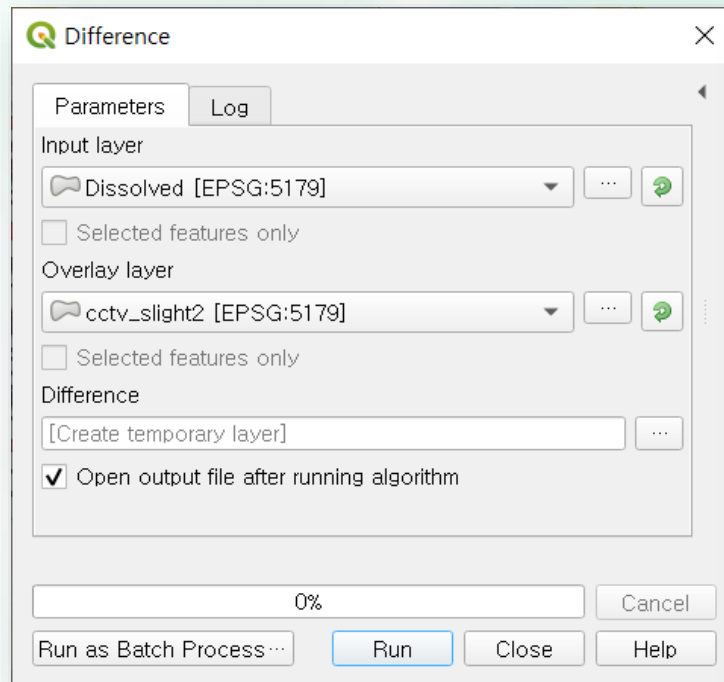 Difference
Parameters
Log
Input layer
Dissolved [EPSG:5179]
...
Selected features only
Overlay layer
cctv_slight2 [EPSG:5179]
...
Selected features only
Difference
[Create temporary layer]
...
Open output file after running algorithm
0%
Cancel
Run as Batch Process...
Run
Close
Help